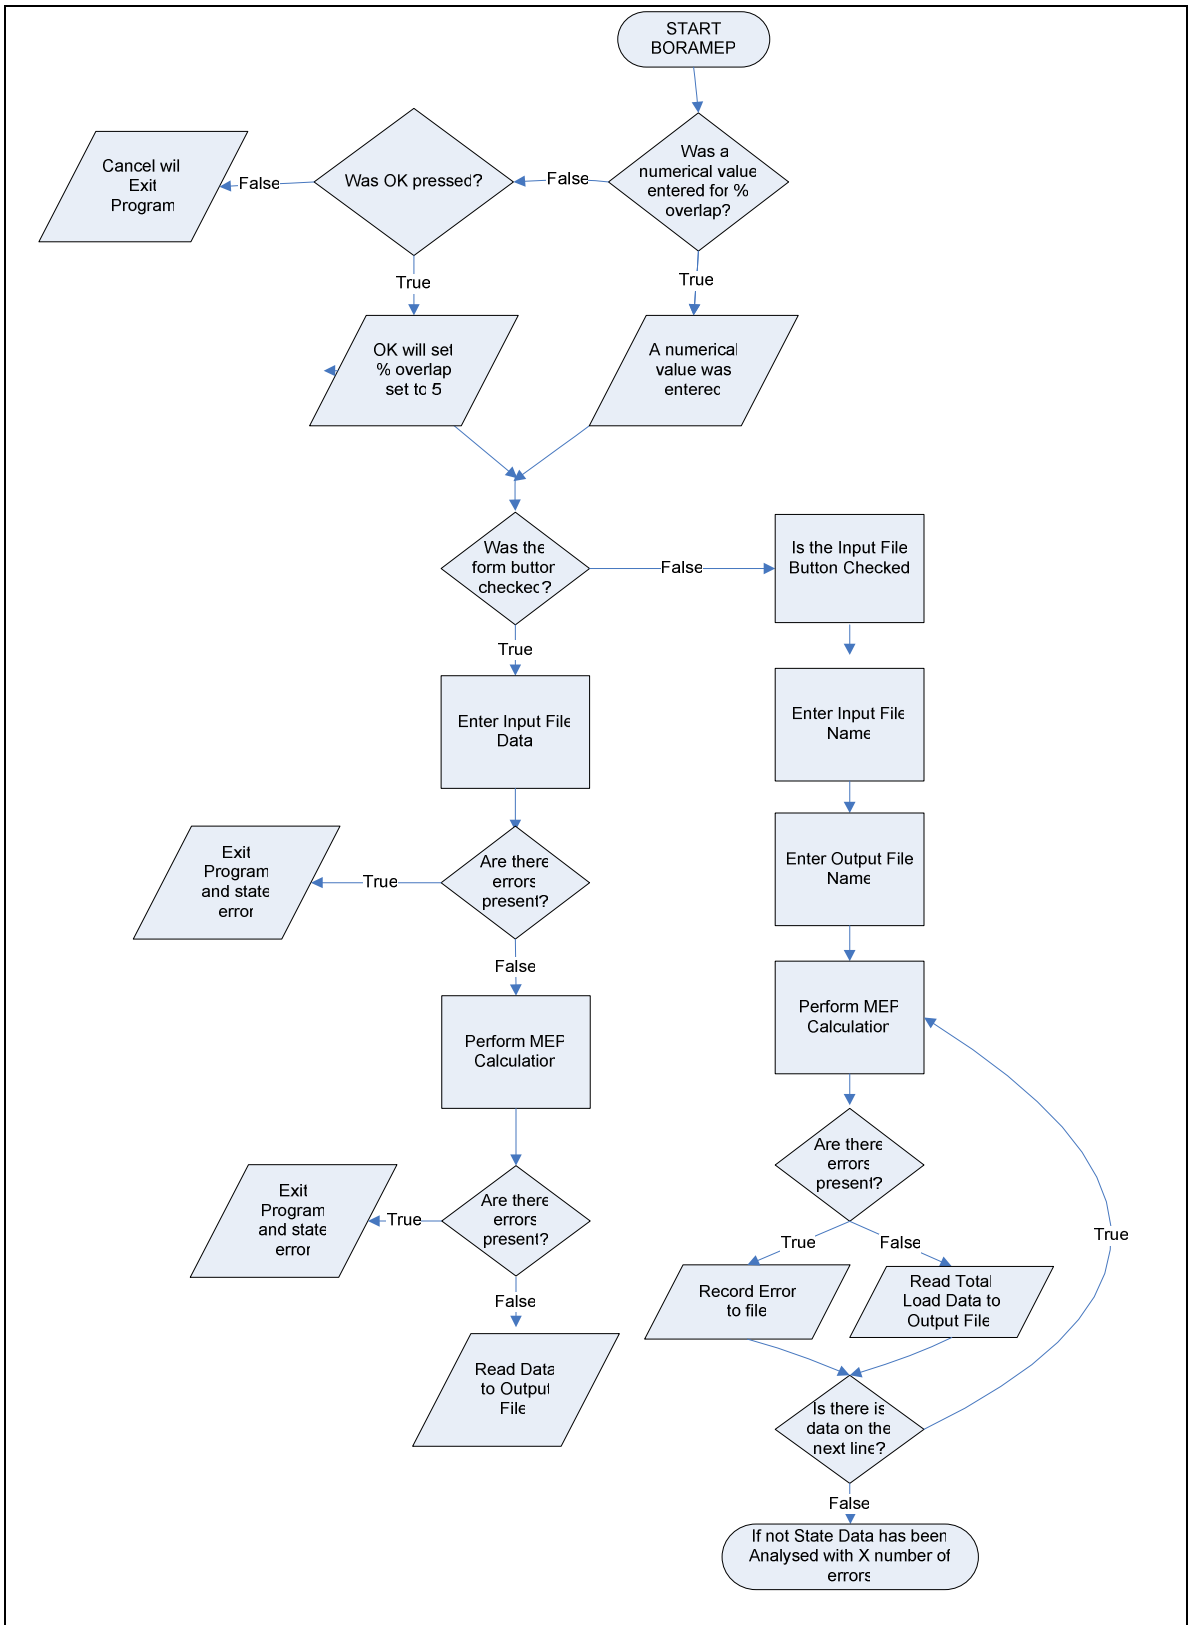 START
BORAMEP
Was a
numerical value
entered for %
overlap?
False
Was OK pressed?
False
Cancel will
Exit
Program
True
True
OK will set
% overlap
set to 5
A numerical
value was
entered
Was the
form button
checked?
False
Is the Input File
Button Checked
True
Enter Input File
Data
Enter Input File
Name
Enter Output File
Name
Are there
errors
present?
True
Exit
Program
and state
error
False
Perform MEP
Calculation
Perform MEP
Calculation
Are there
errors
present?
True
Exit
Program
and state
error
False
Read Data
to Output
File
Are there
errors
present?
True
False
Record Error
to file
Read Total
Load Data to
Output File
True
Is there is
data on the
next line?
False
If not State Data has been
Analysed with X number of
errors